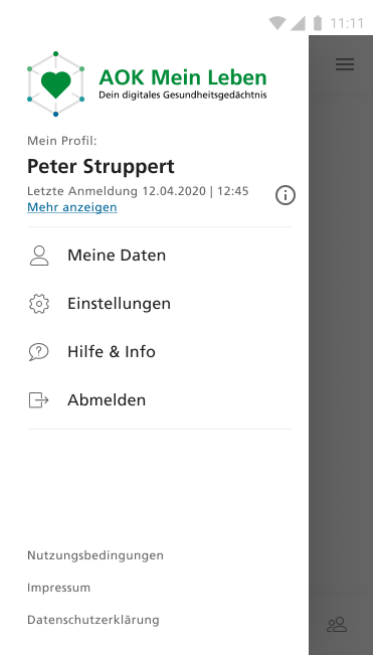 11:11
AOK Mein Leben
Dein digitales Gesundheitsgedächtnis
Mein Profil:
Peter Struppert
Letzte Anmeldung 12.04.2020 | 12:45
Mehr anzeigen
Meine Daten
Einstellungen
Hilfe & Info
Abmelden
Nutzungsbedingungen
Impressum
Datenschutzerklärung